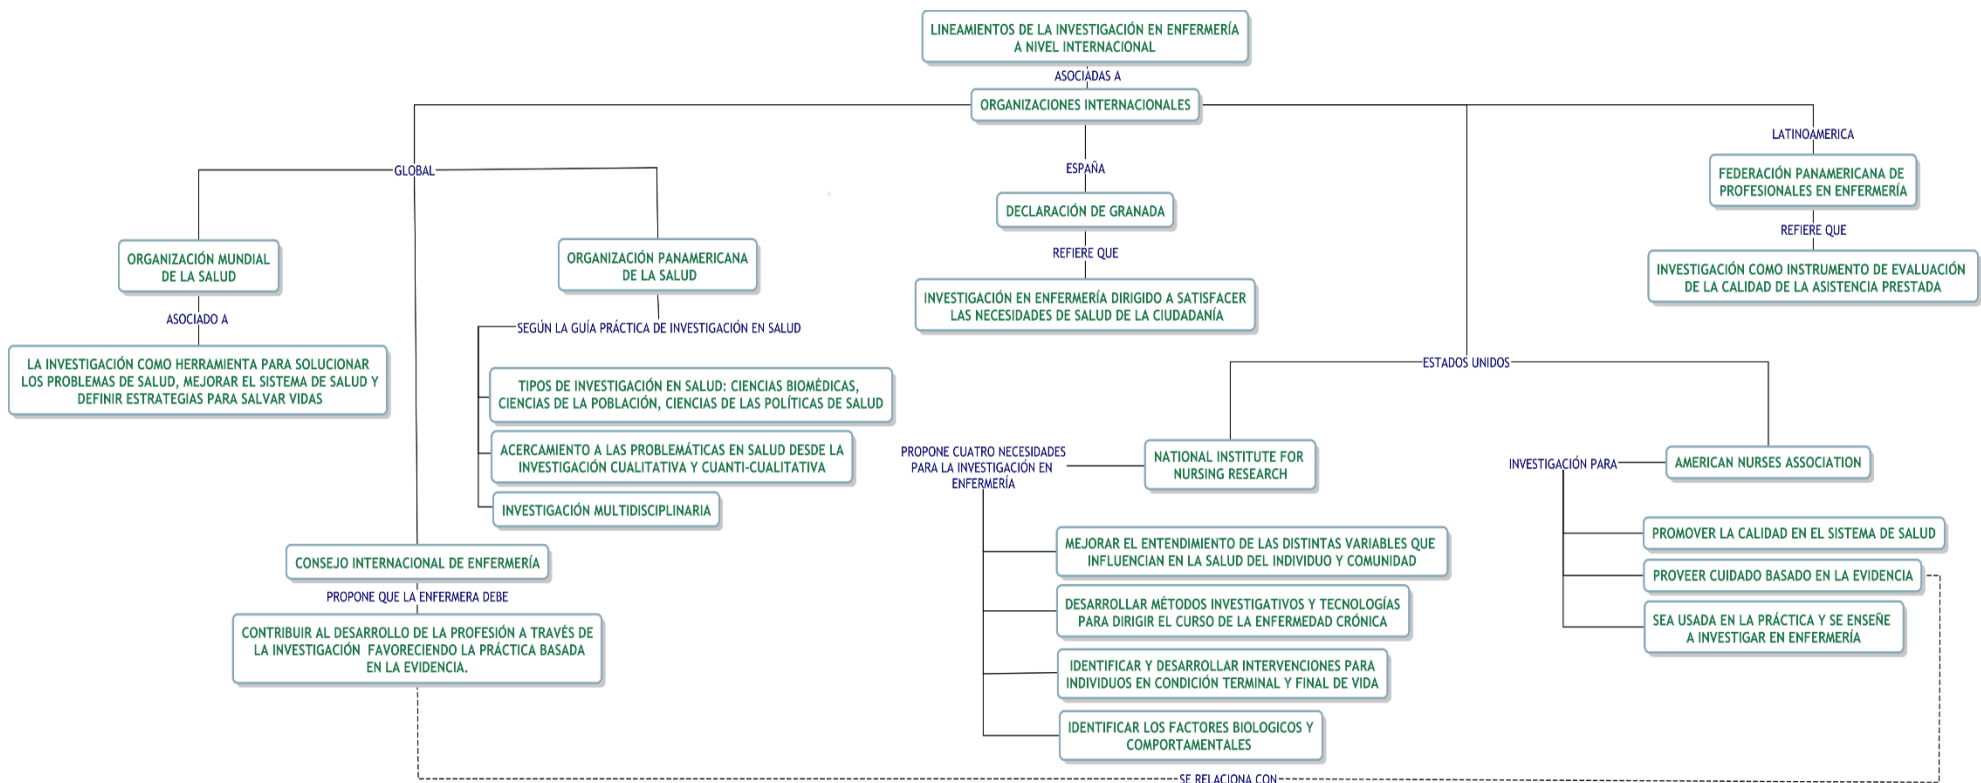 LINEAMIENTOS DE LA INVESTIGACIÓN EN ENFERMERÍA
A NIVEL INTERNACIONAL
ASOCIADAS A
ORGANIZACIONES INTERNACIONALES
GLOBAL
ORGANIZACIÓN MUNDIAL
DE LA SALUD
ASOCIADO A
LA INVESTIGACIÓN COMO HERRAMIENTA PARA SOLUCIONAR
LOS PROBLEMAS DE SALUD, MEJORAR EL SISTEMA DE SALUD Y
DEFINIR ESTRATEGIAS PARA SALVAR VIDAS
ORGANIZACIÓN PANAMERICANA
DE LA SALUD
SEGÚN LA GUÍA PRÁCTICA DE INVESTIGACIÓN EN SALUD
TIPOS DE INVESTIGACIÓN EN SALUD: CIENCIAS BIOMÉDICAS,
CIENCIAS DE LA POBLACIÓN, CIENCIAS DE LAS POLÍTICAS DE SALUD
ACERCAMIENTO A LAS PROBLEMÁTICAS EN SALUD DESDE LA
INVESTIGACIÓN CUALITATIVA Y CUANTI-CUALITATIVA
INVESTIGACIÓN MULTIDISCIPLINARIA
CONSEJO INTERNACIONAL DE ENFERMERÍA
PROPONE QUE LA ENFERMERA DEBE
CONTRIBUIR AL DESARROLLO DE LA PROFESIÓN A TRAVÉS DE
LA INVESTIGACIÓN FAVORECIENDO LA PRÁCTICA BASADA
EN LA EVIDENCIA.
ESPAÑA
DECLARACIÓN DE GRANADA
REFIERE QUE
INVESTIGACIÓN EN ENFERMERÍA DIRIGIDO A SATISFACER
LAS NECESIDADES DE SALUD DE LA CIUDADANÍA
ESTADOS UNIDOS
NATIONAL INSTITUTE FOR
NURSING RESEARCH
PROPONE CUATRO NECESIDADES
PARA LA INVESTIGACIÓN EN
ENFERMERÍA
MEJORAR EL ENTENDIMIENTO DE LAS DISTINTAS VARIABLES QUE
INFLUENCIAN EN LA SALUD DEL INDIVIDUO Y COMUNIDAD
DESARROLLAR MÉTODOS INVESTIGATIVOS Y TECNOLOGÍAS
PARA DIRIGIR EL CURSO DE LA ENFERMEDAD CRÓNICA
IDENTIFICAR Y DESARROLLAR INTERVENCIONES PARA
INDIVIDUOS EN CONDICIÓN TERMINAL Y FINAL DE VIDA
IDENTIFICAR LOS FACTORES BIOLOGICOS Y
COMPORTAMENTALES
AMERICAN NURSES ASSOCIATION
INVESTIGACIÓN PARA
PROMOVER LA CALIDAD EN EL SISTEMA DE SALUD
PROVEER CUIDADO BASADO EN LA EVIDENCIA
SEA USADA EN LA PRÁCTICA Y SE ENSEÑE
A INVESTIGAR EN ENFERMERÍA
LATINOAMERICA
FEDERACIÓN PANAMERICANA DE
PROFESIONALES EN ENFERMERÍA
REFIERE QUE
INVESTIGACIÓN COMO INSTRUMENTO DE EVALUACIÓN
DE LA CALIDAD DE LA ASISTENCIA PRESTADA
SE RELACIONA CON